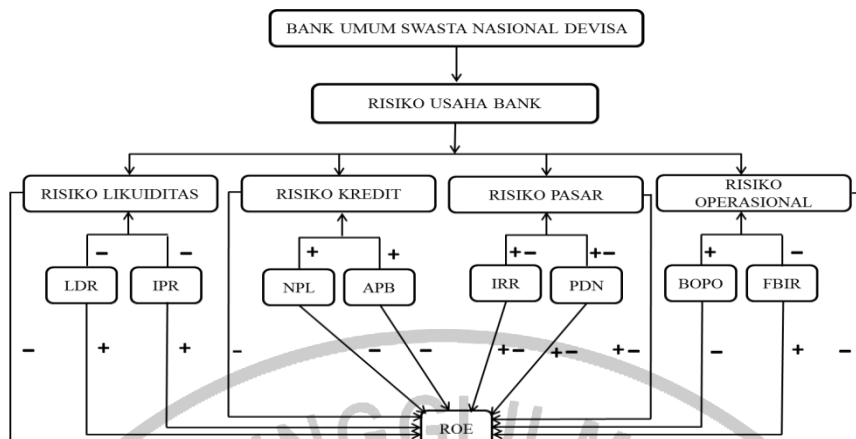 BANK UMUM SWASTA NASIONAL DEVISA
RISIKO USAHA BANK
RISIKO LIKUIDITAS
RISIKO KREDIT
RISIKO PASAR
RISIKO
OPERASIONAL
- - + + +- +- + -
LDR IPR NPL APB IRR PDN BOPO FBIR
- + + - - - +- +- +- - + -
ROE